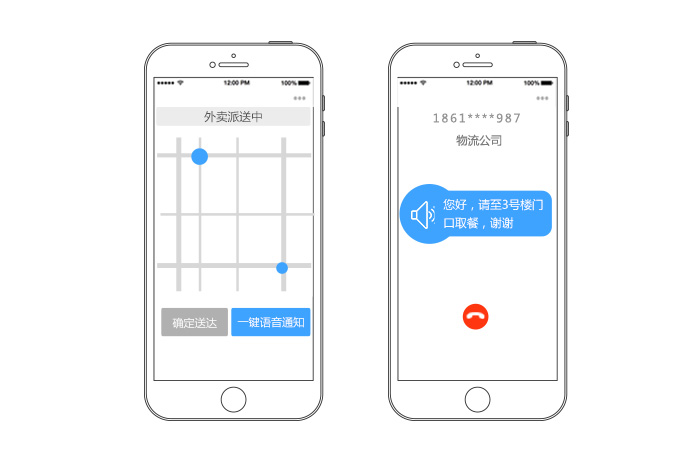 12:00 PM
100%
外卖派送中
确定送达
一键语音通知
12:00 PM
100%
1861****987
物流公司
您好，请至3号楼门
口取餐，谢谢